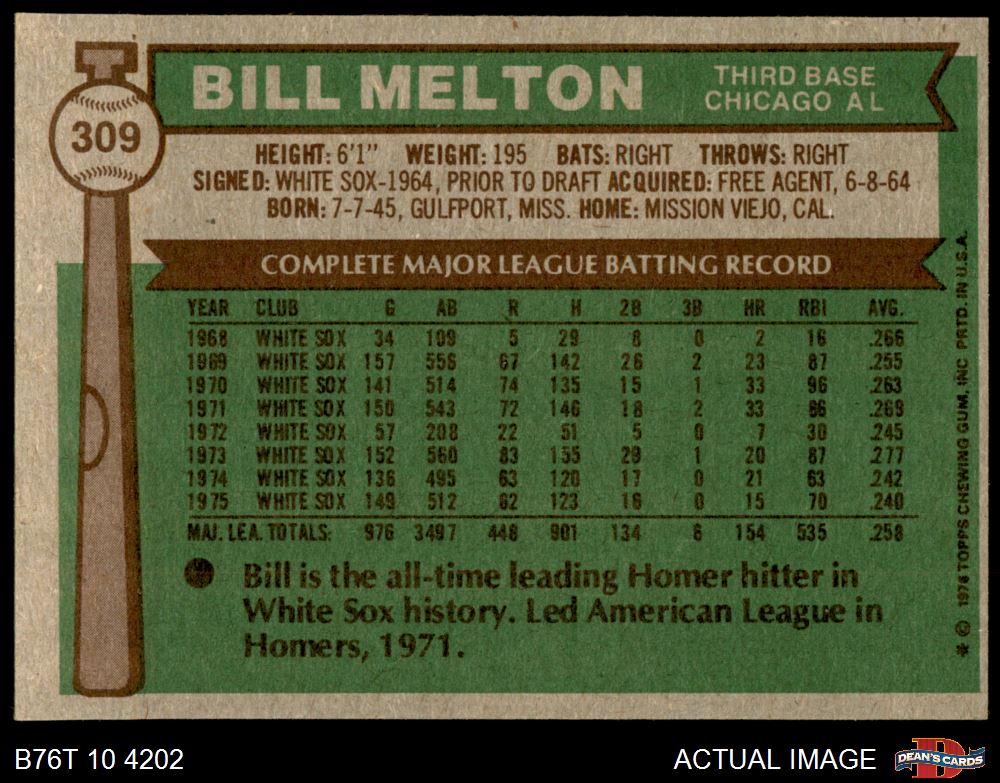 BILL MELTON
THIRD BASE
CHICAGO A L
309
HEIGHT: 6'1" WEIGHT: 195 BATS: RIGHT THROWS: RIGHT
SIGNED: WHITE SOX-1964, PRIOR TO DRAFT ACQUIRED: FREE AGENT, 6-8-64
BORN: 7-7-45, GULFPORT, MISS. HOME: MISSION VIEJO, CAL.
COMPLETE MAJOR LEAGUE BATTING RECORD
YEAR CLUB G AB R H 2B 3B HR RBI AVG.
1968 WHITE SOX 34 109 5 29 8 0 2 16 .266
1969 WHITE SOX 157 556 67 142 26 2 23 87 .255
1970 WHITE SOX 141 514 74 135 15 1 33 96 .263
1971 WHITE SOX 150 543 72 146 18 2 33 86 .269
1972 WHITE SOX 57 208 22 51 5 0 7 30 .245
1973 WHITE SOX 152 560 83 155 29 1 20 87 .277
1974 WHITE SOX 136 495 63 120 17 0 21 63 .242
1975 WHITE SOX 149 512 62 123 16 0 15 70 .240
MAJ. LEA. TOTALS: 976 3497 448 901 134 6 154 535 .258
Bill is the all-time leading Homer hitter in
White Sox history. Led American League in
Homers, 1971.
* © 1976 TOPPS CHEWING GUM, INC PRTD. IN U.S.A.
B76T 10 4202
ACTUAL IMAGE
D
DEAN'S CARDS